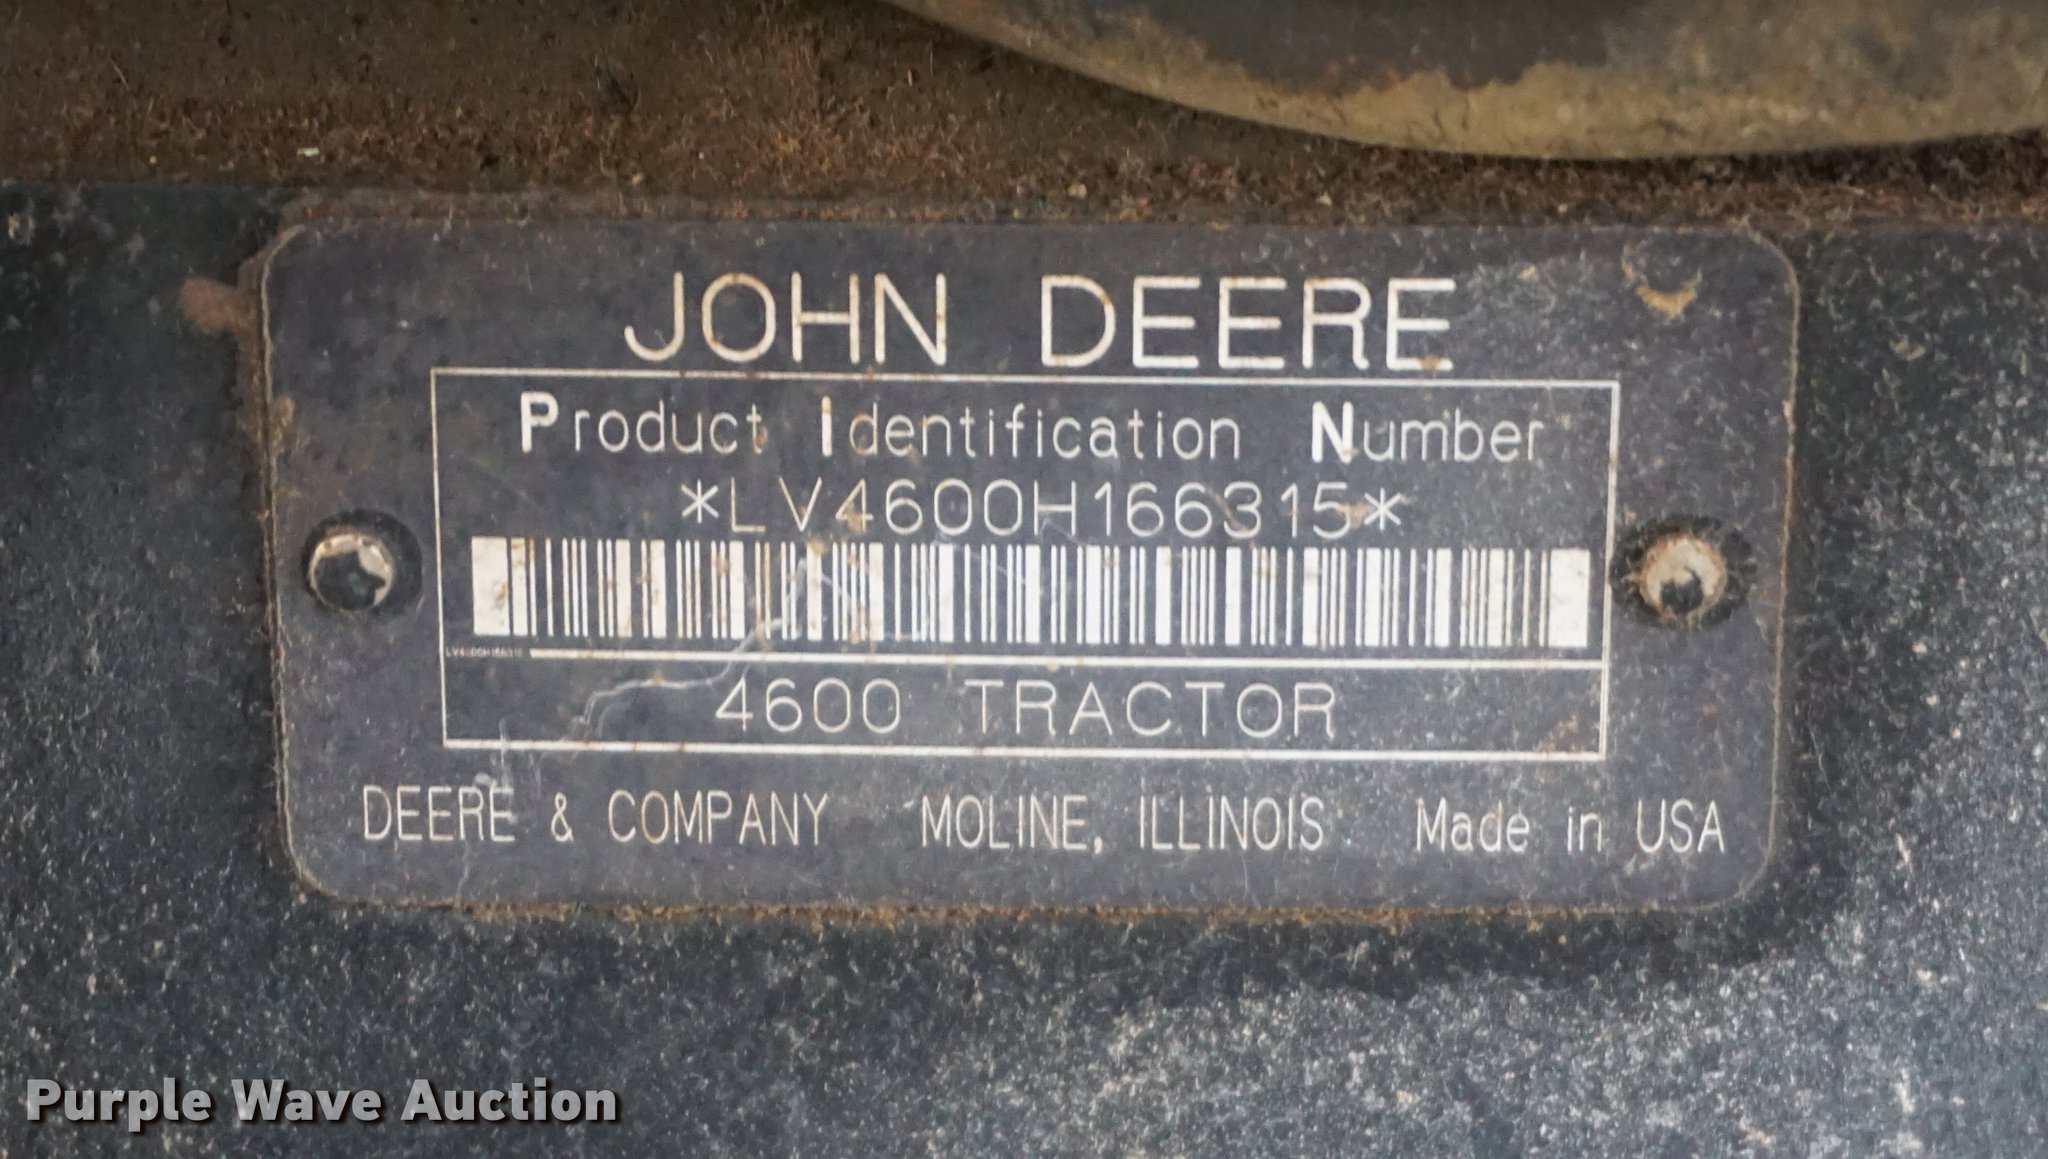 JOHN DEERE
Product Identification Number
*LV4600H166315*
4600 TRACTOR
DEERE & COMPANY MOLINE, ILLINOIS Made in USA
Purple Wave Auction